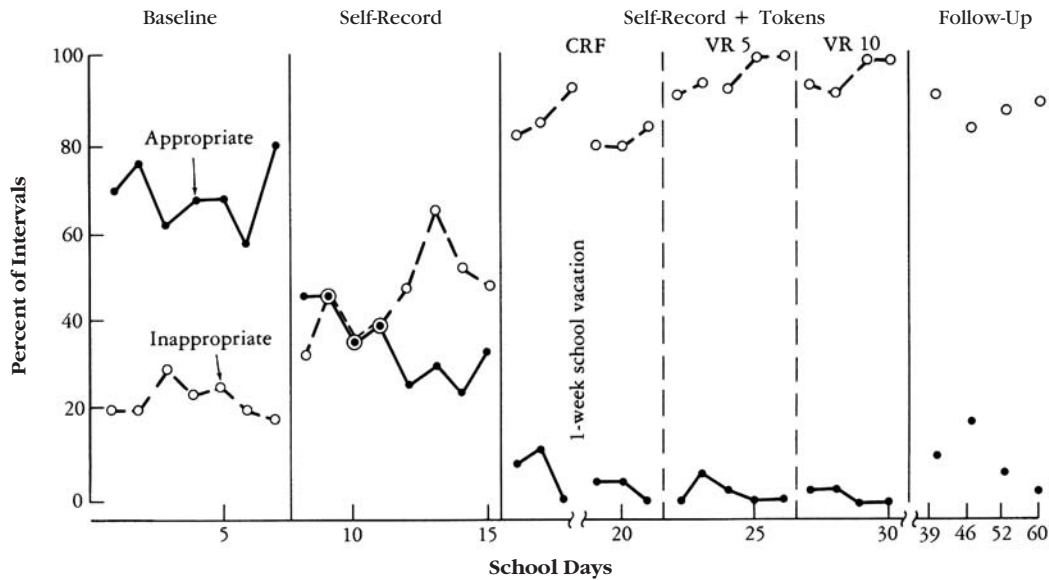 Baseline
Self-Record
Self-Record + Tokens
Follow-Up
CRF
VR 5
VR 10
100
80
60
40
20
0
Appropriate
Inappropriate
1-week school vacation
Percent of Intervals
5
10
15
20
25
30
39
46
52
60
School Days